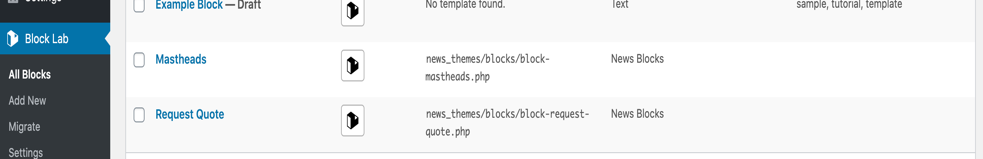 Settings
Block Lab
All Blocks
Add New
Migrate
Settings
Example Block — Draft
No template found.
Text
sample, tutorial, template
Mastheads
news_themes/blocks/block-
mastheads.php
News Blocks
Request Quote
news_themes/blocks/block-request-
quote.php
News Blocks